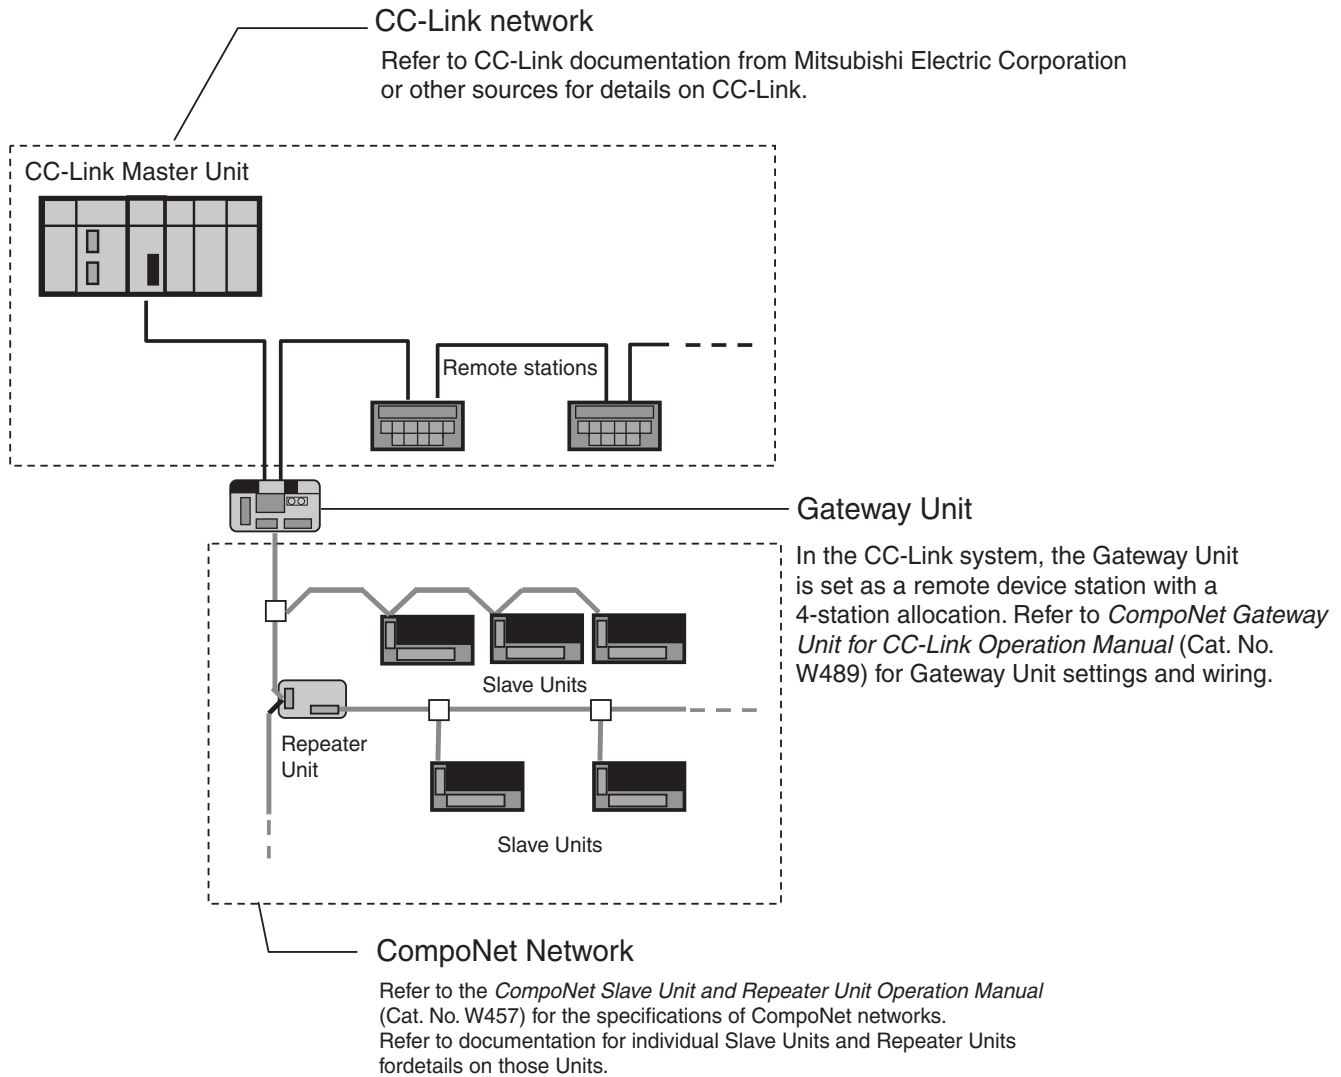 CC-Link network
Refer to CC-Link documentation from Mitsubishi Electric Corporation
or other sources for details on CC-Link.
CC-Link Master Unit
Remote stations
Gateway Unit
In the CC-Link system, the Gateway Unit
is set as a remote device station with a
4-station allocation. Refer to CompoNet Gateway
Unit for CC-Link Operation Manual (Cat. No.
W489) for Gateway Unit settings and wiring.
Slave Units
Repeater
Unit
Slave Units
CompoNet Network
Refer to the CompoNet Slave Unit and Repeater Unit Operation Manual
(Cat. No. W457) for the specifications of CompoNet networks.
Refer to documentation for individual Slave Units and Repeater Units
fordetails on those Units.